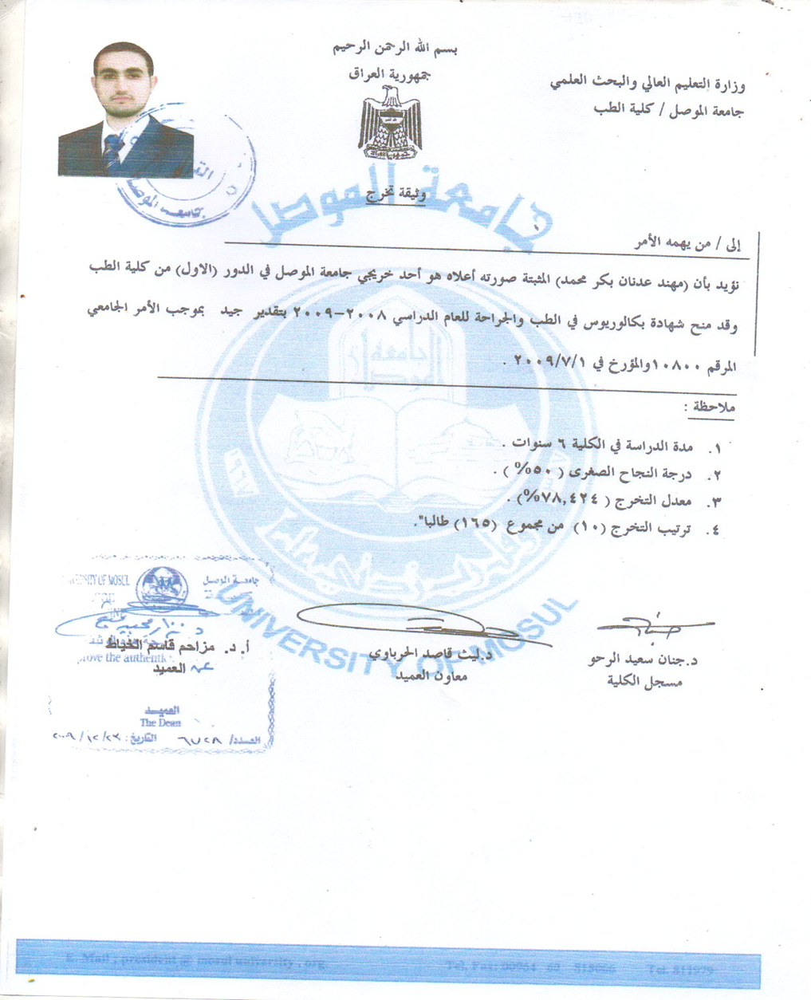 بسم الله الرحمن الرحيم
جمهورية العراق
وزارة التعليم العالي والبحث العلمي
جامعة الموصل / كلية الطب
جامعة الموصل
وثيقة تخرج
إلى / من يهمه الأمر
نؤيد بأن (مهند عدنان بكر محمد) المثبتة صورته أعلاه هو أحد خريجي جامعة الموصل في الدور (الاول) من كلية الطب
وقد منح شهادة بكالوريوس في الطب والجراحة للعام الدراسي ٢٠٠٨-٢٠٠٩ بتقدير جيد بموجب الأمر الجامعي
المرقم ١٠٨٠٠ والمؤرخ في ٢٠٠٩/٧/١ .
ملاحظة :
١. مدة الدراسة في الكلية ٦ سنوات .
٢. درجة النجاح الصغرى ( ٥٠%) .
٣. معدل التخرج ( ٧٨,٤٢٤%) .
٤. ترتيب التخرج (١٠) من مجموع (١٦٥) طالبا".
UNIVERSITY OF MOSUL
د.جنان سعيد الرحو
مسجل الكلية
د.ليث قاصد الحرباوي
معاون العميد
أ. د. مزاحم قاسم الخياط
العميد
جامعة الموصل
UNIVERSITY OF MOSUL
prove the authenti
العميد
The Dean
العدد/ ٦٧٢٨ التاريخ: ٢٠٠٩/١٢/٢٣
E. Mail : president @ mosul university . org.
Tel. Fax: 00964 60 815066
Tel. 811979